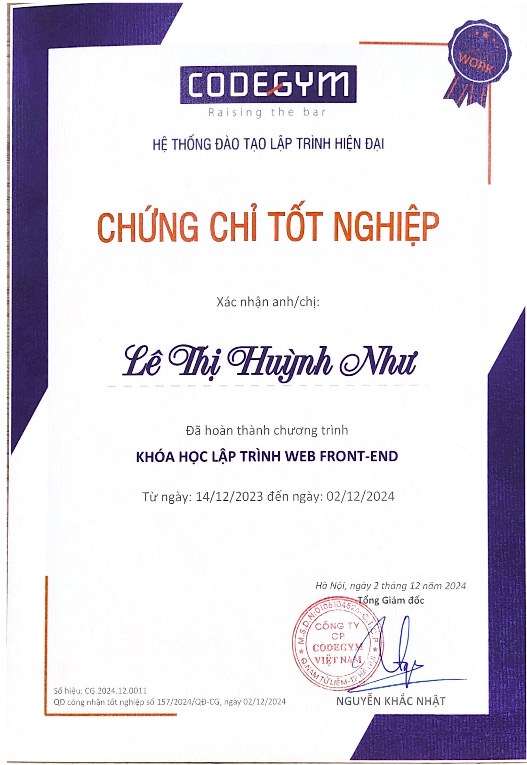 CODEGYM
Raising the bar
WORK
HỆ THỐNG ĐÀO TẠO LẬP TRÌNH HIỆN ĐẠI
CHỨNG CHỈ TỐT NGHIỆP
Xác nhận anh/chị:
Lê Thị Huỳnh Như
Đã hoàn thành chương trình
KHÓA HỌC LẬP TRÌNH WEB FRONT-END
Từ ngày: 14/12/2023 đến ngày: 02/12/2024
Hà Nội, ngày 2 tháng 12 năm 2024
Tổng Giám đốc
CÔNG TY
CP
CODEGYM
VIỆT NAM
NGUYỄN KHẮC NHẬT
Số hiệu: CG.2024.12.0011
QD công nhận tốt nghiệp số 157/2024/QĐ-CG, ngày 02/12/2024